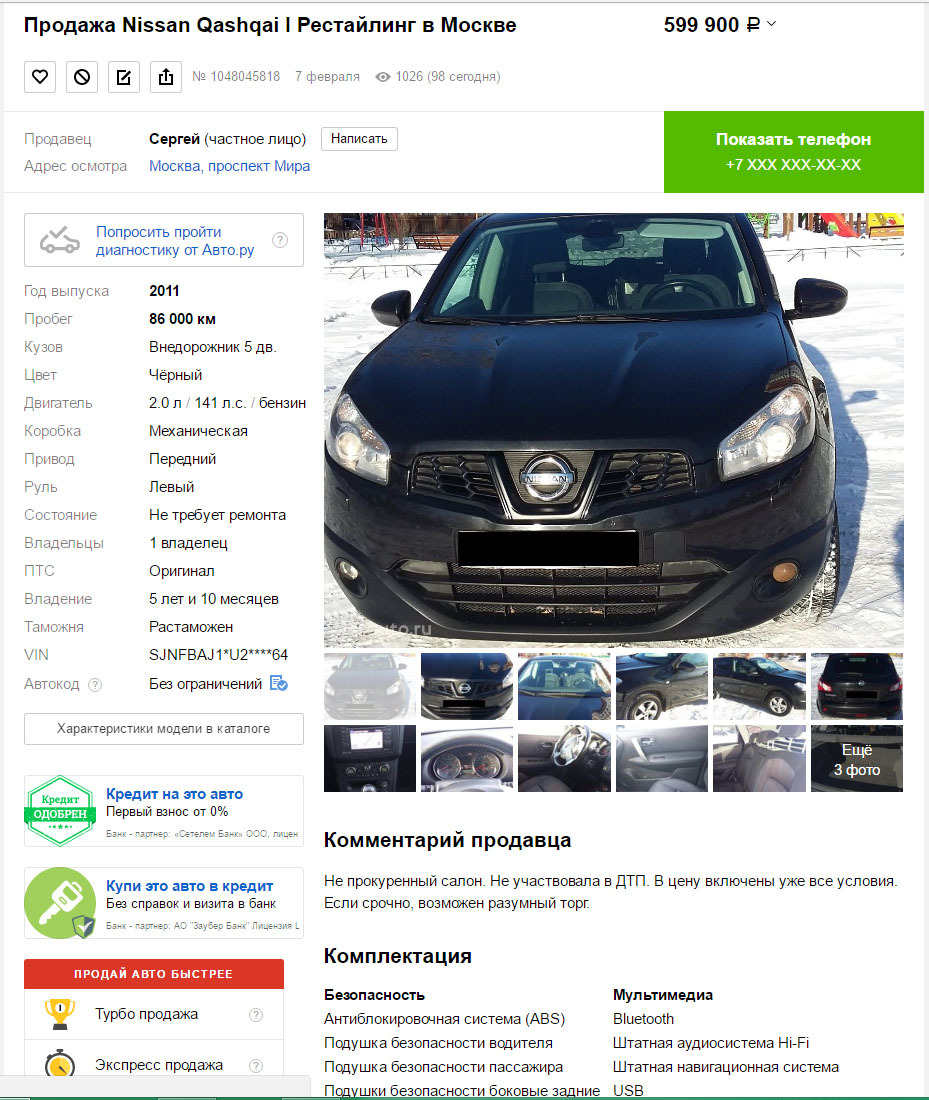 Продажа Nissan Qashqai I Рестайлинг в Москве
599 900 ₽
№ 1048045818 7 февраля 1026 (98 сегодня)
Продавец Сергей (частное лицо) Написать
Адрес осмотра Москва, проспект Мира
Показать телефон
+7 XXX XXX-XX-XX
Попросить пройти
диагностику от Авто.ру ?
Год выпуска 2011
Пробег 86 000 км
Кузов Внедорожник 5 дв.
Цвет Чёрный
Двигатель 2.0 л / 141 л.с. / бензин
Коробка Механическая
Привод Передний
Руль Левый
Состояние Не требует ремонта
Владельцы 1 владелец
ПТС Оригинал
Владение 5 лет и 10 месяцев
Таможня Растаможен
VIN SJNFBAJ1*U2****64
Автокод ? Без ограничений
Характеристики модели в каталоге
Кредит
ОДОБРЕН
Кредит на это авто
Первый взнос от 0%
Банк - партнер: «Сетелем Банк» ООО, лицен
Купи это авто в кредит
Без справок и визита в банк
Банк - партнер: АО "Заубер Банк" Лицензия L
ПРОДАЙ АВТО БЫСТРЕЕ
1 Турбо продажа ?
Экспресс продажа ?
NISSAN
auto.ru
Ещё
3 фото
Комментарий продавца
Не прокуренный салон. Не участвовала в ДТП. В цену включены уже все условия.
Если срочно, возможен разумный торг.
Комплектация
Безопасность
Антиблокировочная система (ABS)
Подушка безопасности водителя
Подушка безопасности пассажира
Подушки безопасности боковые задние
Мультимедиа
Bluetooth
Штатная аудиосистема Hi-Fi
Штатная навигационная система
USB